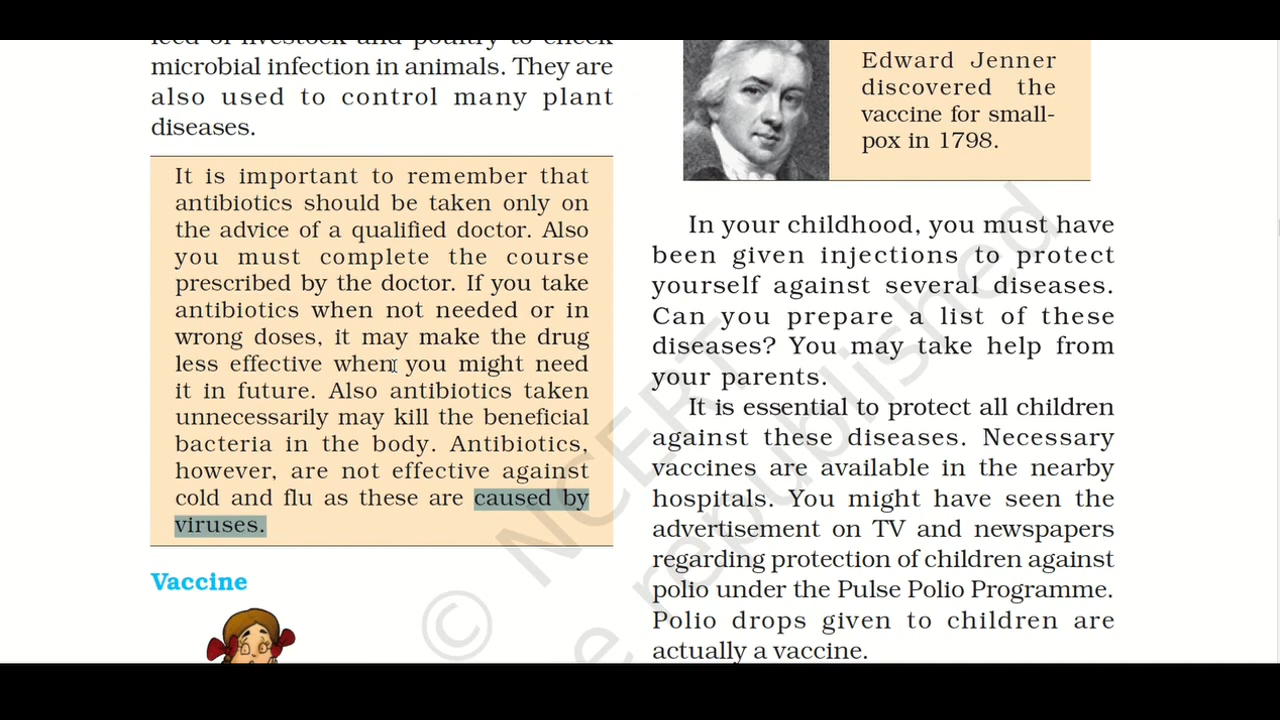 feed of livestock and poultry to check
microbial infection in animals. They are
also used to control many plant
diseases.
It is important to remember that
antibiotics should be taken only on
the advice of a qualified doctor. Also
you must complete the course
prescribed by the doctor. If you take
antibiotics when not needed or in
wrong doses, it may make the drug
less effective when you might need
it in future. Also antibiotics taken
unnecessarily may kill the beneficial
bacteria in the body. Antibiotics,
however, are not effective against
cold and flu as these are caused by
viruses.
Vaccine
Edward Jenner
discovered the
vaccine for small-
pox in 1798.
In your childhood, you must have
been given injections to protect
yourself against several diseases.
Can you prepare a list of these
diseases? You may take help from
your parents.
It is essential to protect all children
against these diseases. Necessary
vaccines are available in the nearby
hospitals. You might have seen the
advertisement on TV and newspapers
regarding protection of children against
polio under the Pulse Polio Programme.
Polio drops given to children are
actually a vaccine.
© NCERT
e republished